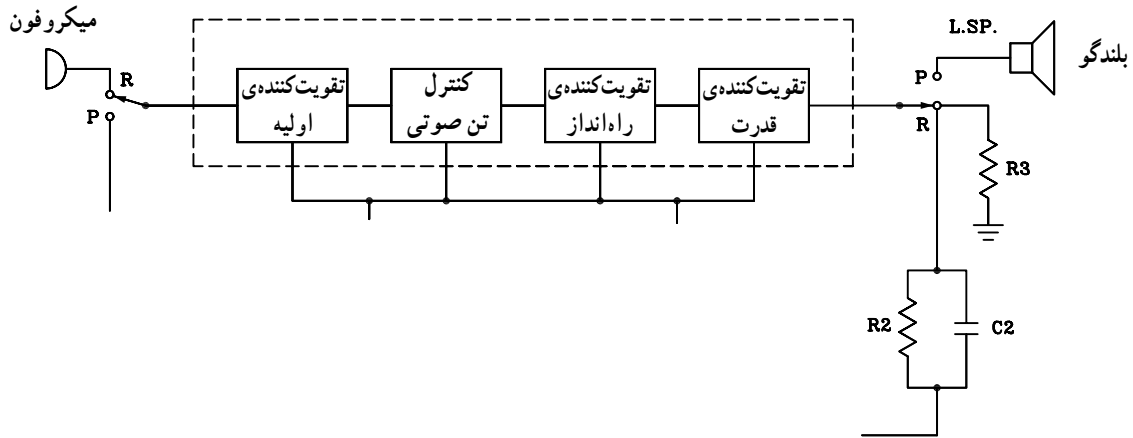 میکروفون
R
P
تقویت‌کننده‌ی
اولیه
کنترل
تن صوتی
تقویت‌کننده‌ی
راه‌انداز
تقویت‌کننده‌ی
قدرت
L.SP.
بلندگو
P
R
R3
R2
C2